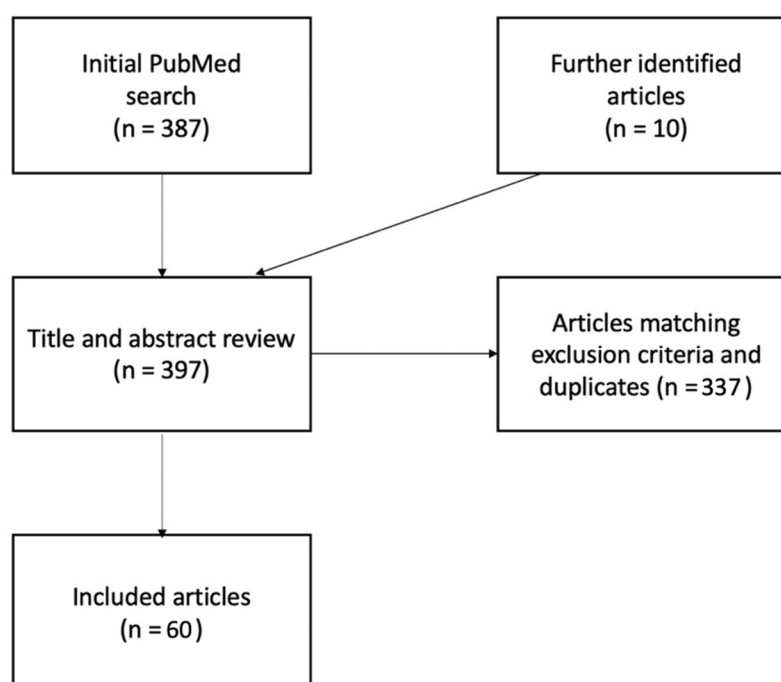 Initial PubMed
search
(n = 387)
Further identified
articles
(n = 10)
Title and abstract review
(n = 397)
Articles matching
exclusion criteria and
duplicates (n = 337)
Included articles
(n = 60)